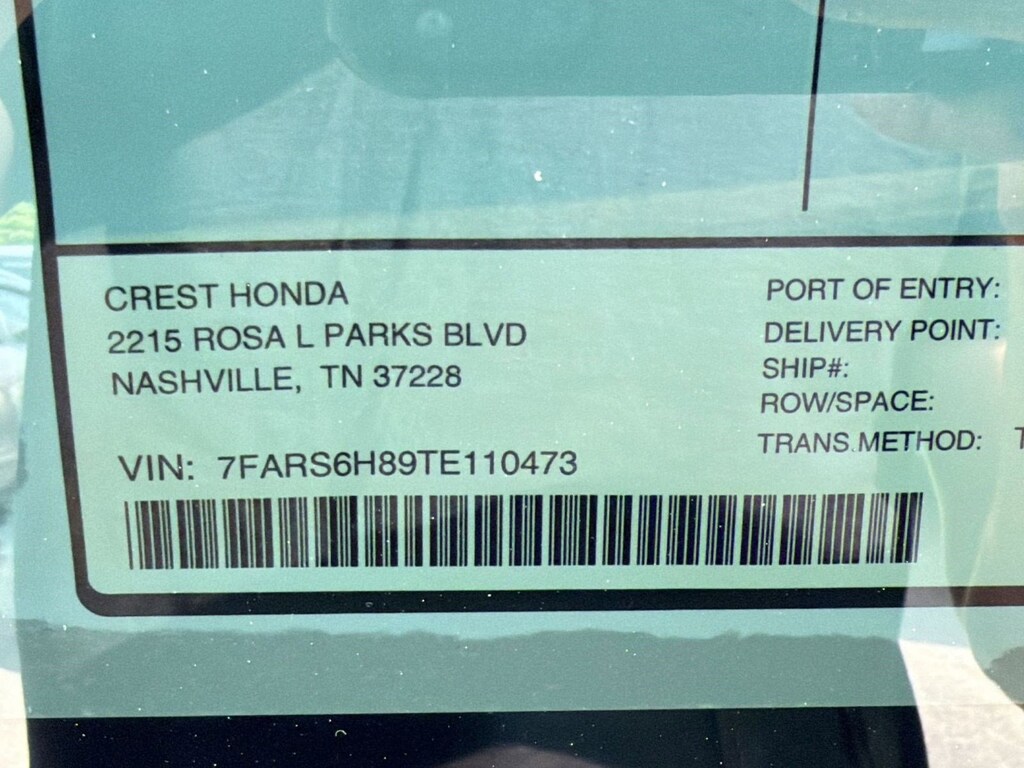 CREST HONDA
2215 ROSA L PARKS BLVD
NASHVILLE, TN 37228
VIN: 7FARS6H89TE110473
PORT OF ENTRY:
DELIVERY POINT:
SHIP#:
ROW/SPACE:
TRANS.METHOD: